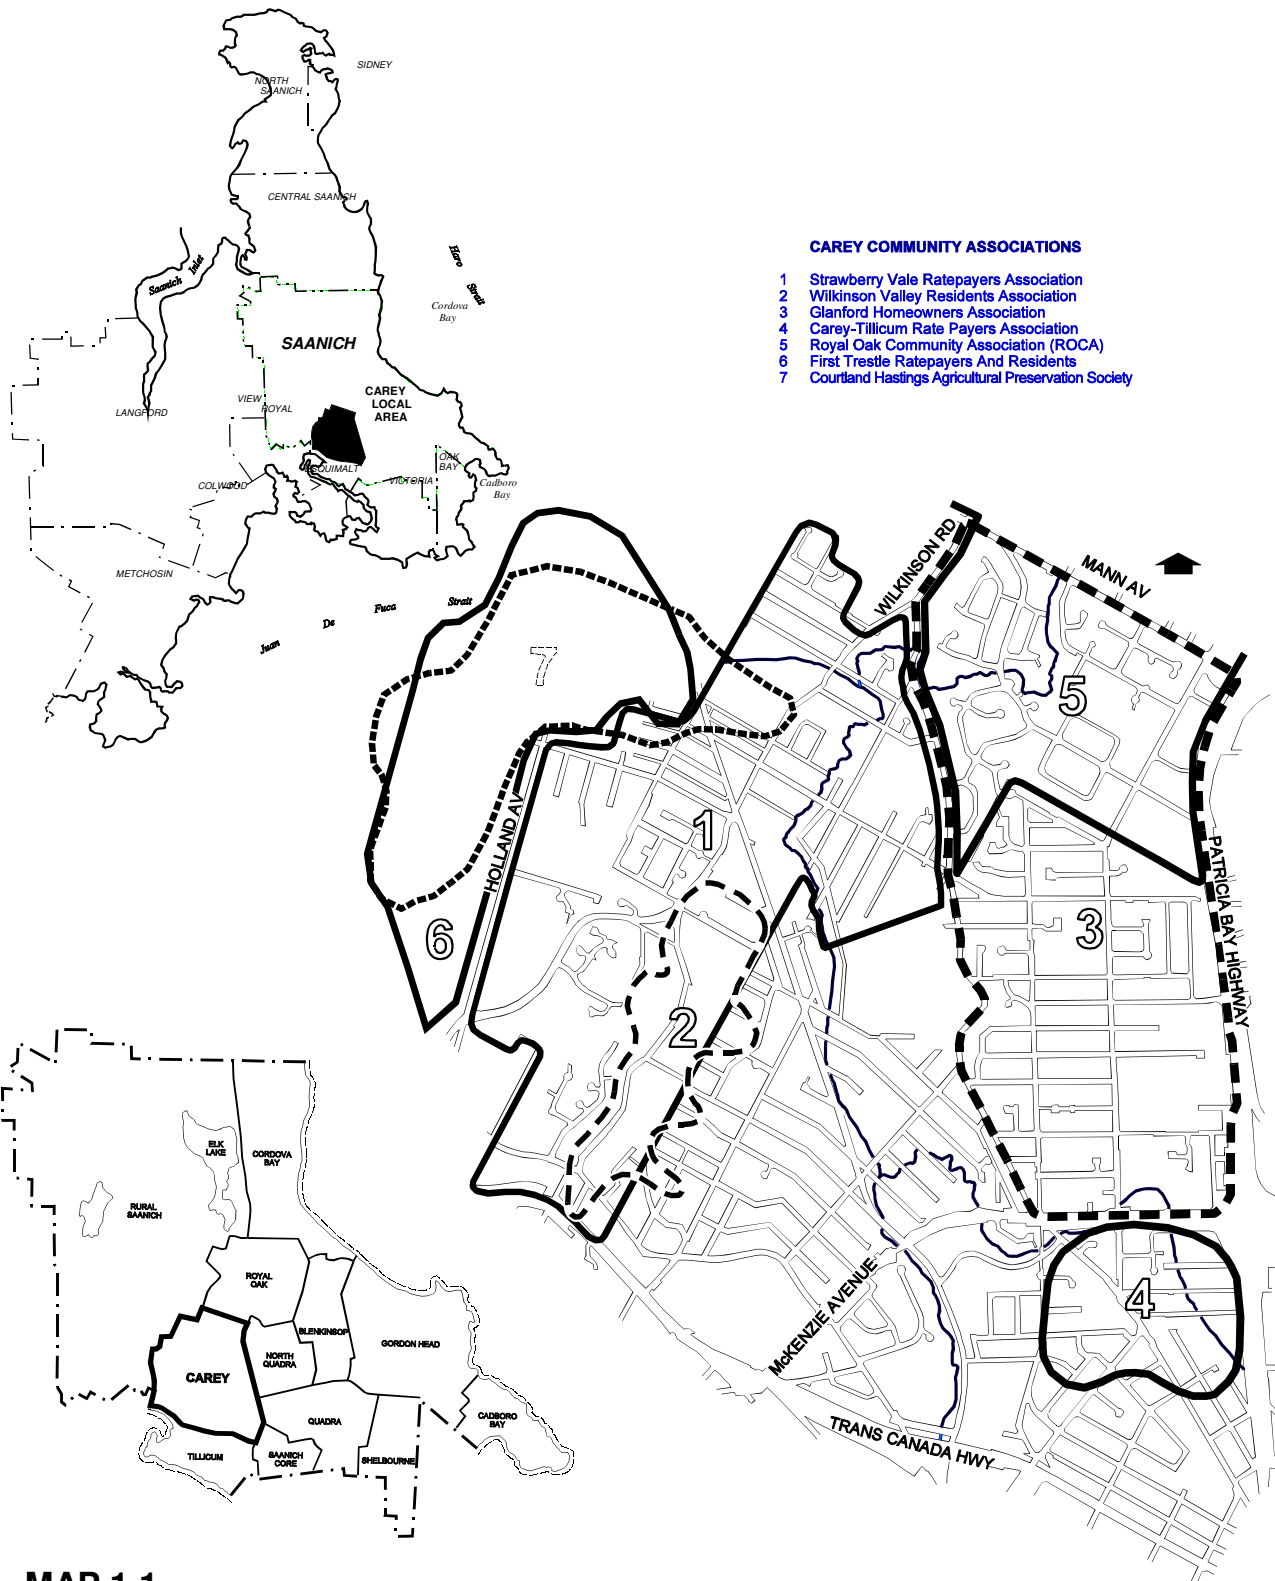 SIDNEY
NORTH
SAANICH
CENTRAL SAANICH
Saanich Inlet
Haro Strait
Cordova
Bay
SAANICH
CAREY
LOCAL
AREA
VIEW
ROYAL
LANGFORD
ESQUIMALT
OAK
BAY
VICTORIA
COLWOOD
Cadboro
Bay
METCHOSIN
Juan De Fuca Strait
CAREY COMMUNITY ASSOCIATIONS
1 Strawberry Vale Ratepayers Association
2 Wilkinson Valley Residents Association
3 Glanford Homeowners Association
4 Carey-Tillicum Rate Payers Association
5 Royal Oak Community Association (ROCA)
6 First Trestle Ratepayers And Residents
7 Courtland Hastings Agricultural Preservation Society
WILKINSON RD
MANN AV
7
5
HOLLAND AV
1
PATRICIA BAY HIGHWAY
6
3
2
4
McKENZIE AVENUE
TRANS CANADA HWY
ELK
LAKE
CORDOVA
BAY
RURAL
SAANICH
ROYAL
OAK
BLENKINSOP
GORDON HEAD
NORTH
QUADRA
CAREY
QUADRA
CADBORO
BAY
TILLICUM
SAANICH
CORE
SHELBOURNE
MAP 1.1